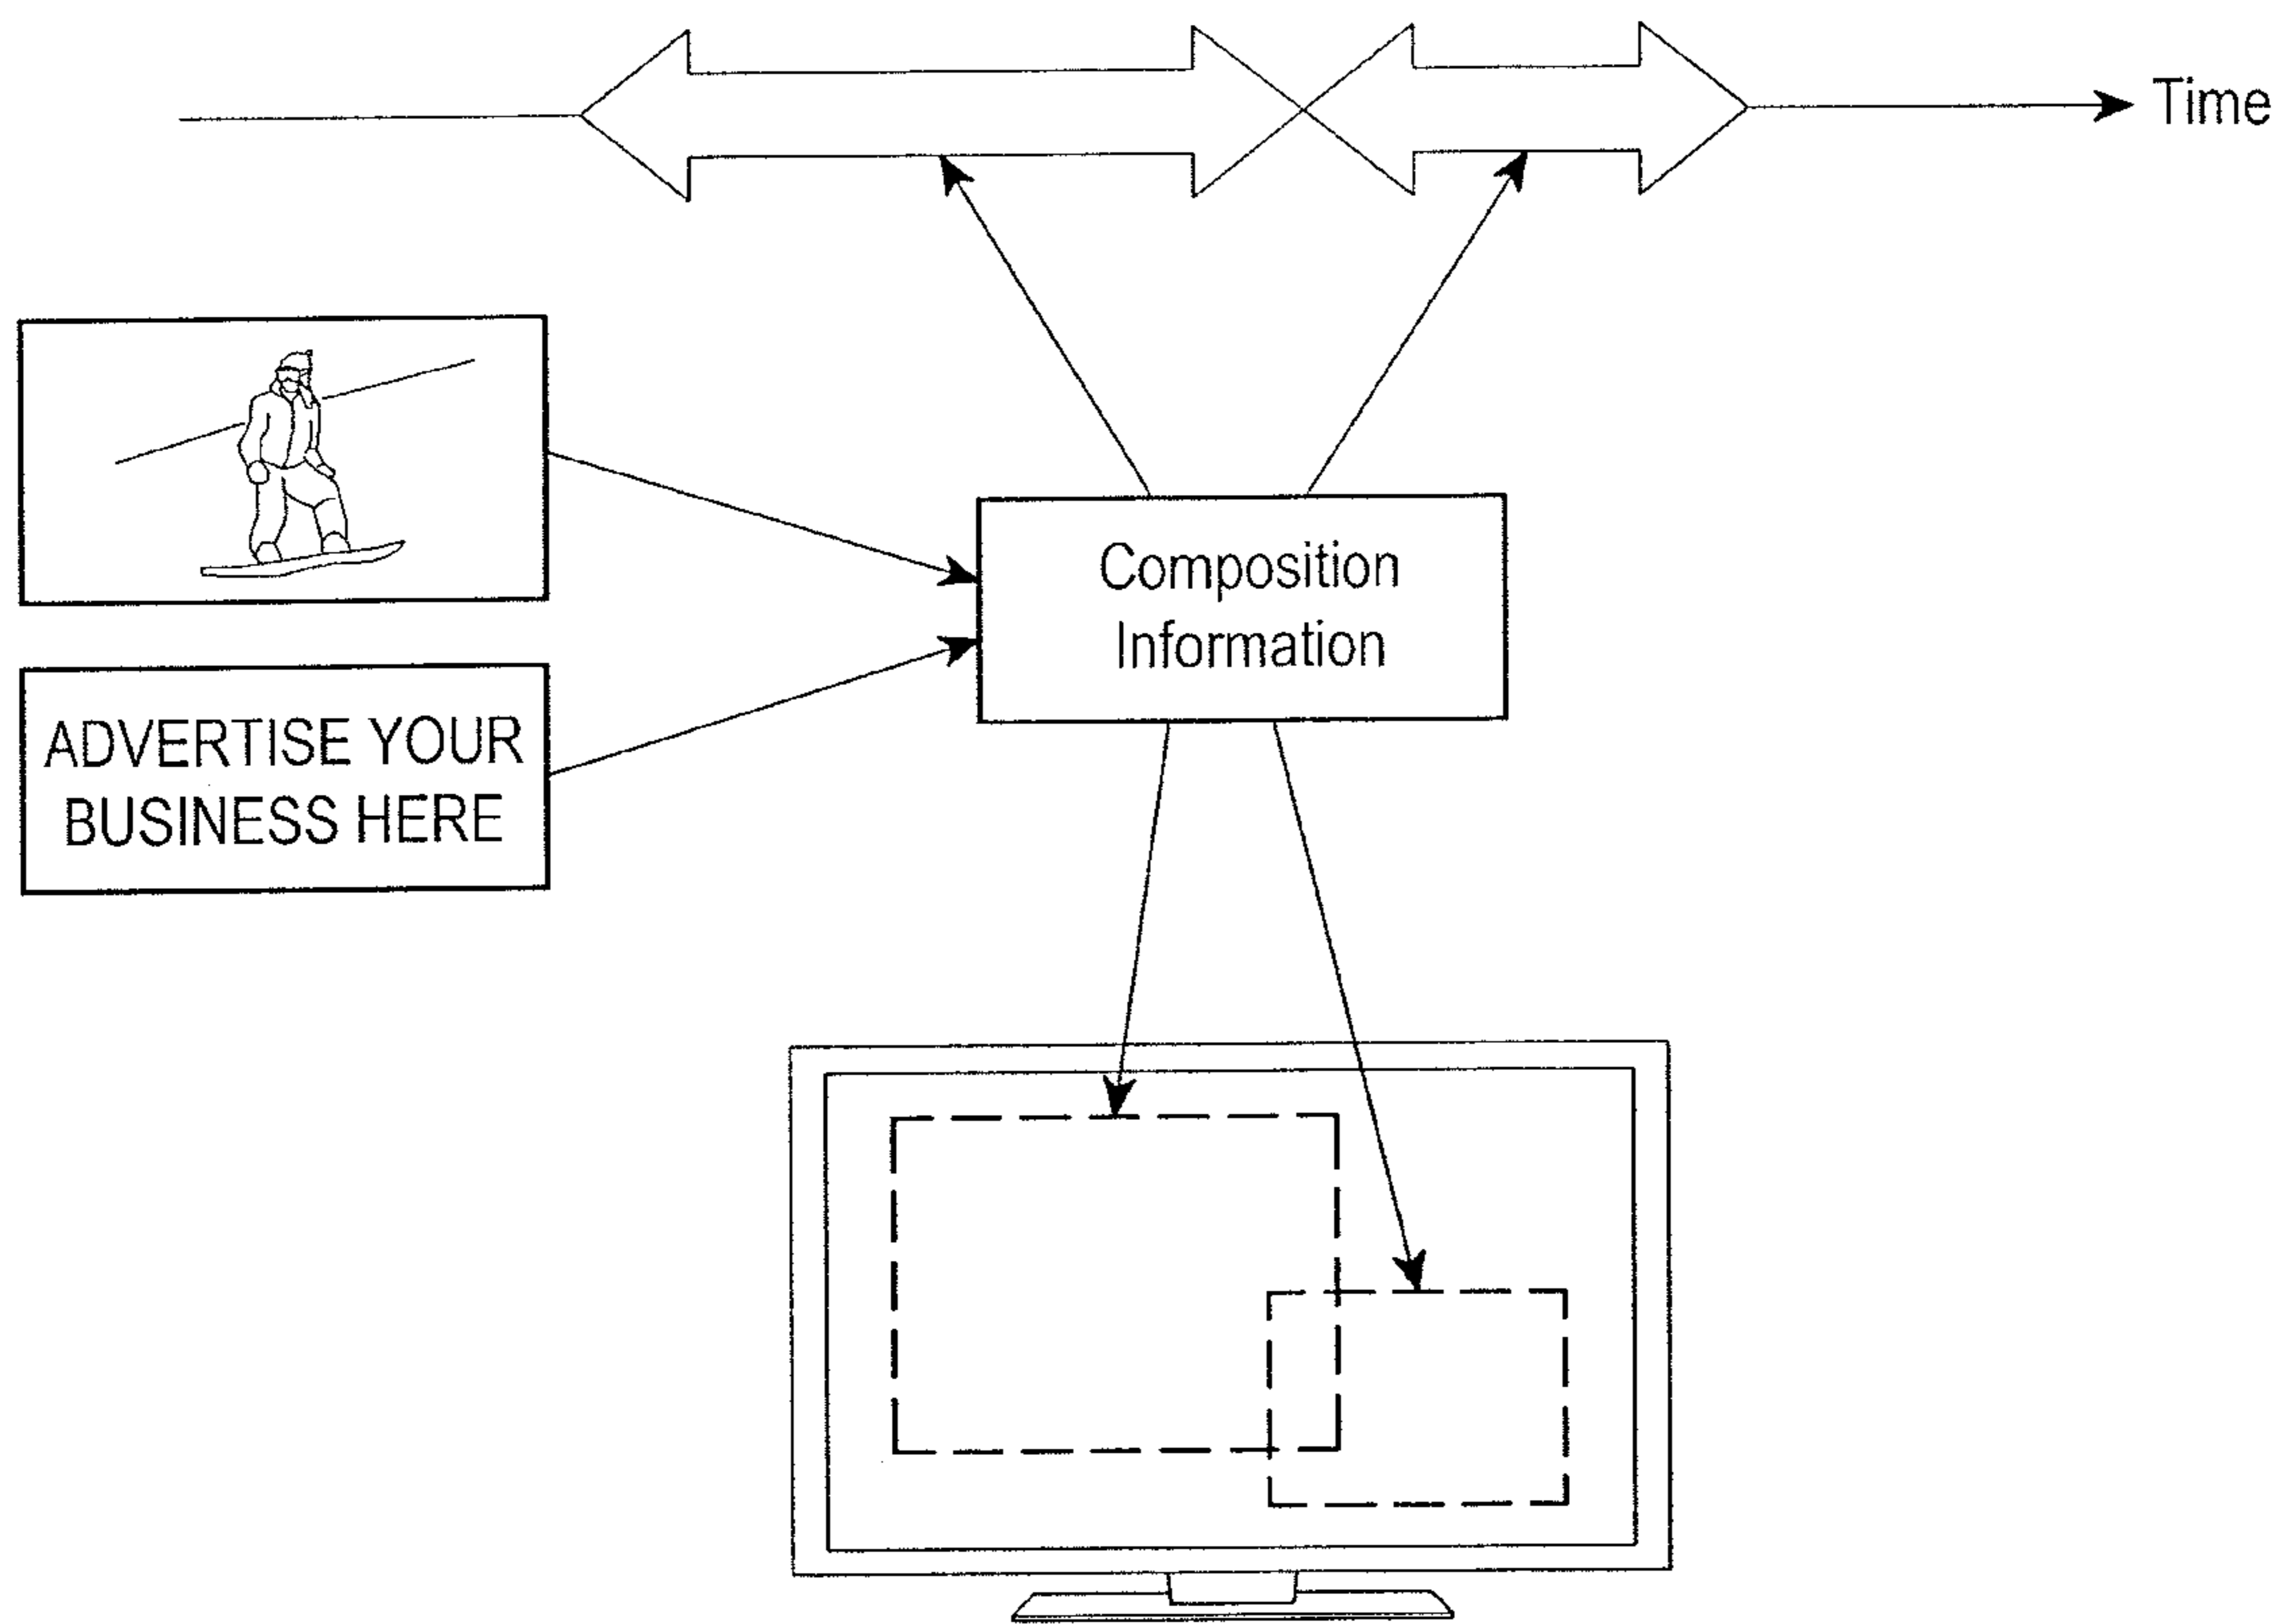 Time
Composition
Information
ADVERTISE YOUR
BUSINESS HERE